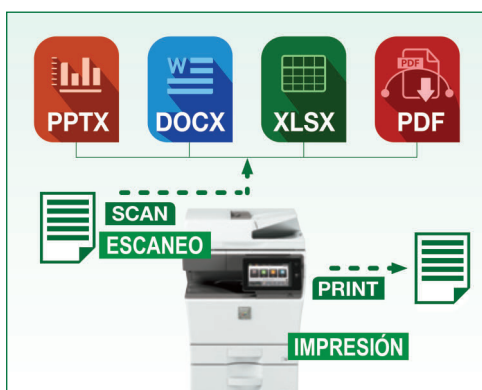 PPTX
W
DOCX
XLSX
PDF
PDF
SCAN
ESCANEO
PRINT
IMPRESIÓN